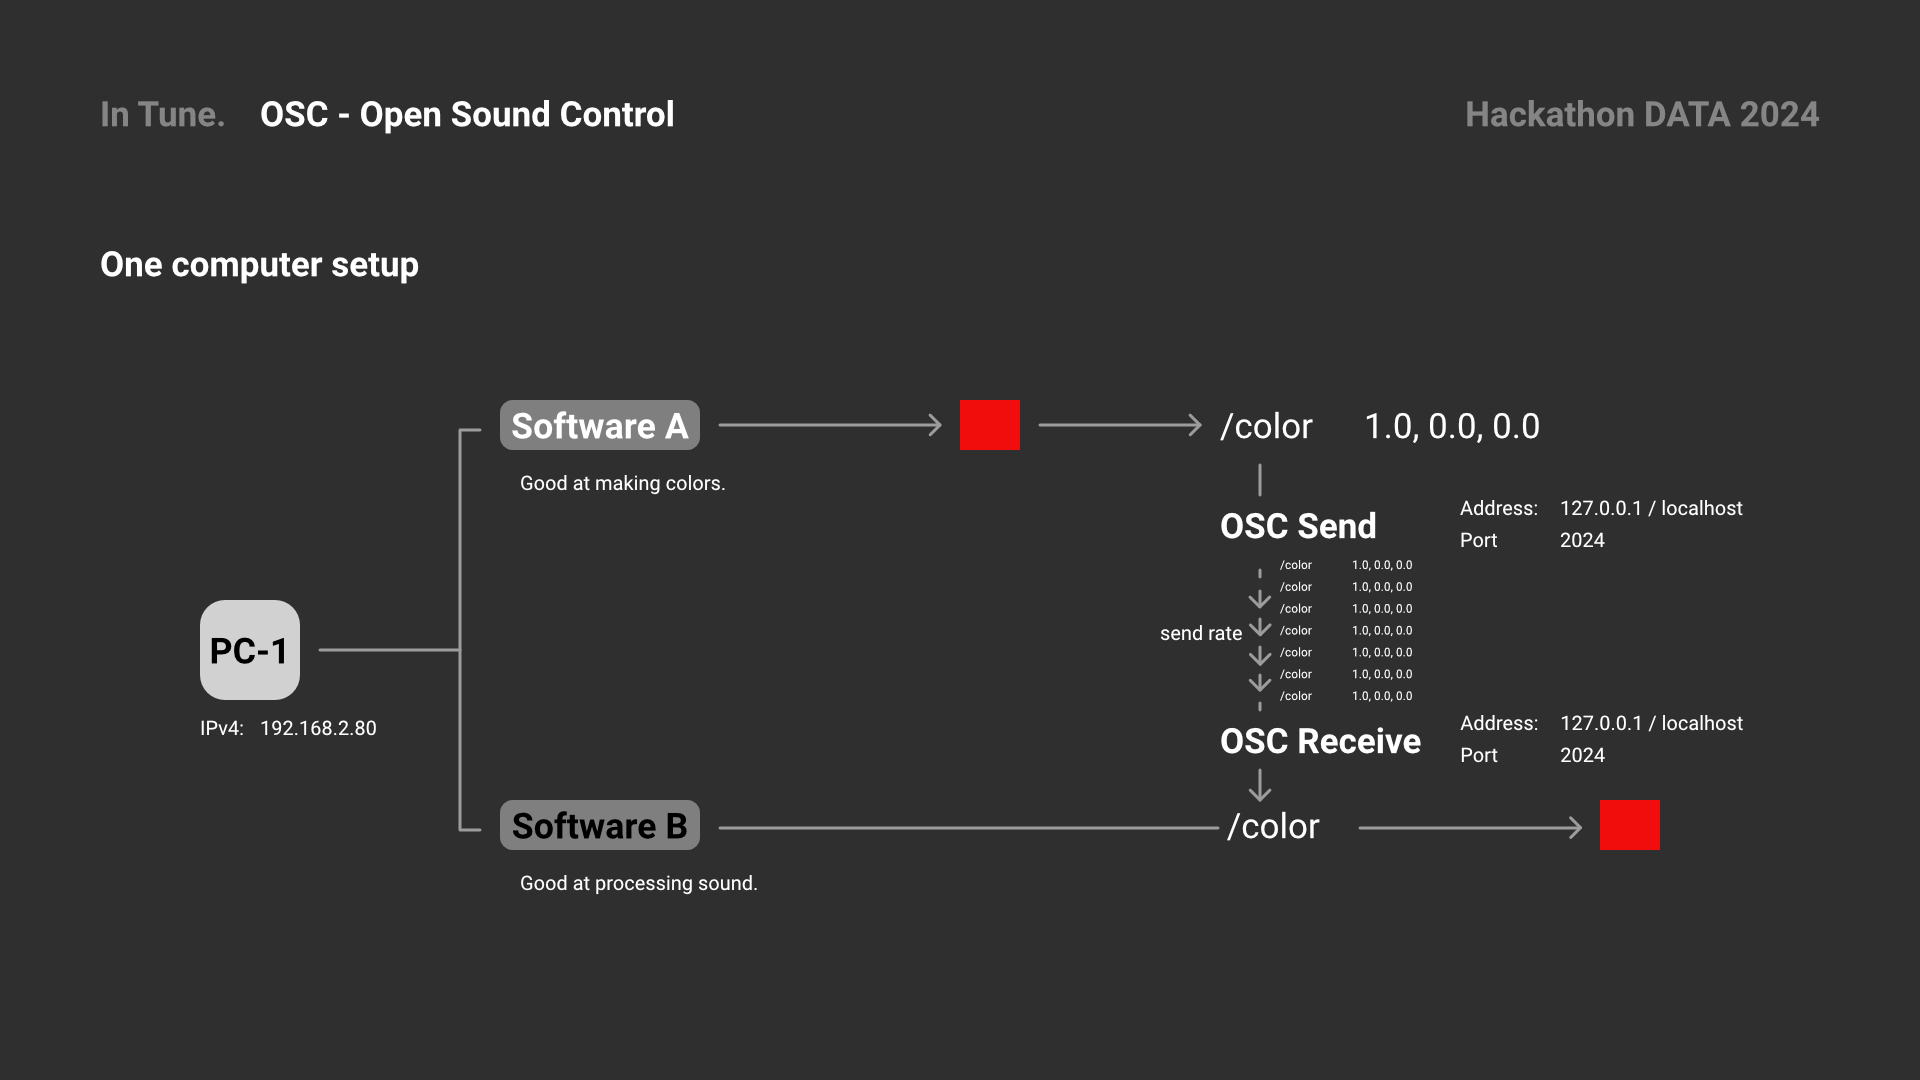 In Tune. OSC - Open Sound Control Hackathon DATA 2024
One computer setup
Software A /color 1.0, 0.0, 0.0
Good at making colors.
OSC Send Address: 127.0.0.1 / localhost
Port 2024
/color 1.0, 0.0, 0.0
/color 1.0, 0.0, 0.0
/color 1.0, 0.0, 0.0
send rate /color 1.0, 0.0, 0.0
/color 1.0, 0.0, 0.0
/color 1.0, 0.0, 0.0
/color 1.0, 0.0, 0.0
PC-1
IPv4: 192.168.2.80
OSC Receive Address: 127.0.0.1 / localhost
Port 2024
Software B /color
Good at processing sound.